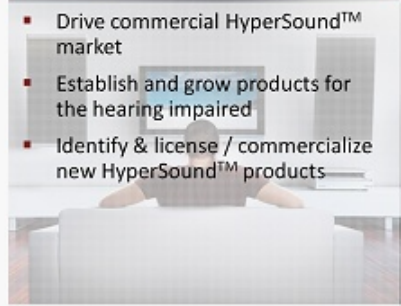 ▪ Drive commercial HyperSound™
market
▪ Establish and grow products for
the hearing impaired
▪ Identify & license / commercialize
new HyperSound™ products